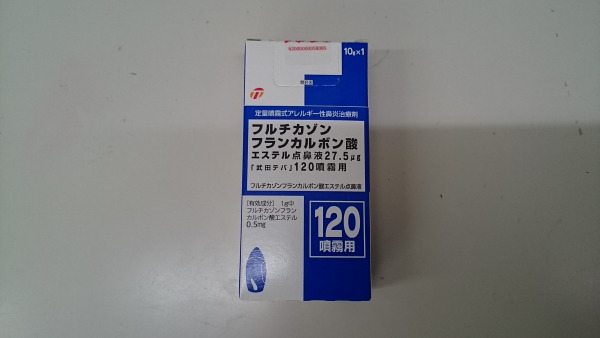 10g×1
定量噴霧式アレルギー性鼻炎治療剤
フルチカゾン
フランカルボン酸
エステル点鼻液27.5μg
「武田テバ」120噴霧用
フルチカゾンフランカルボン酸エステル点鼻液
[有効成分] 1g中
フルチカゾンフラン
カルボン酸エステル
0.5mg
120
噴霧用